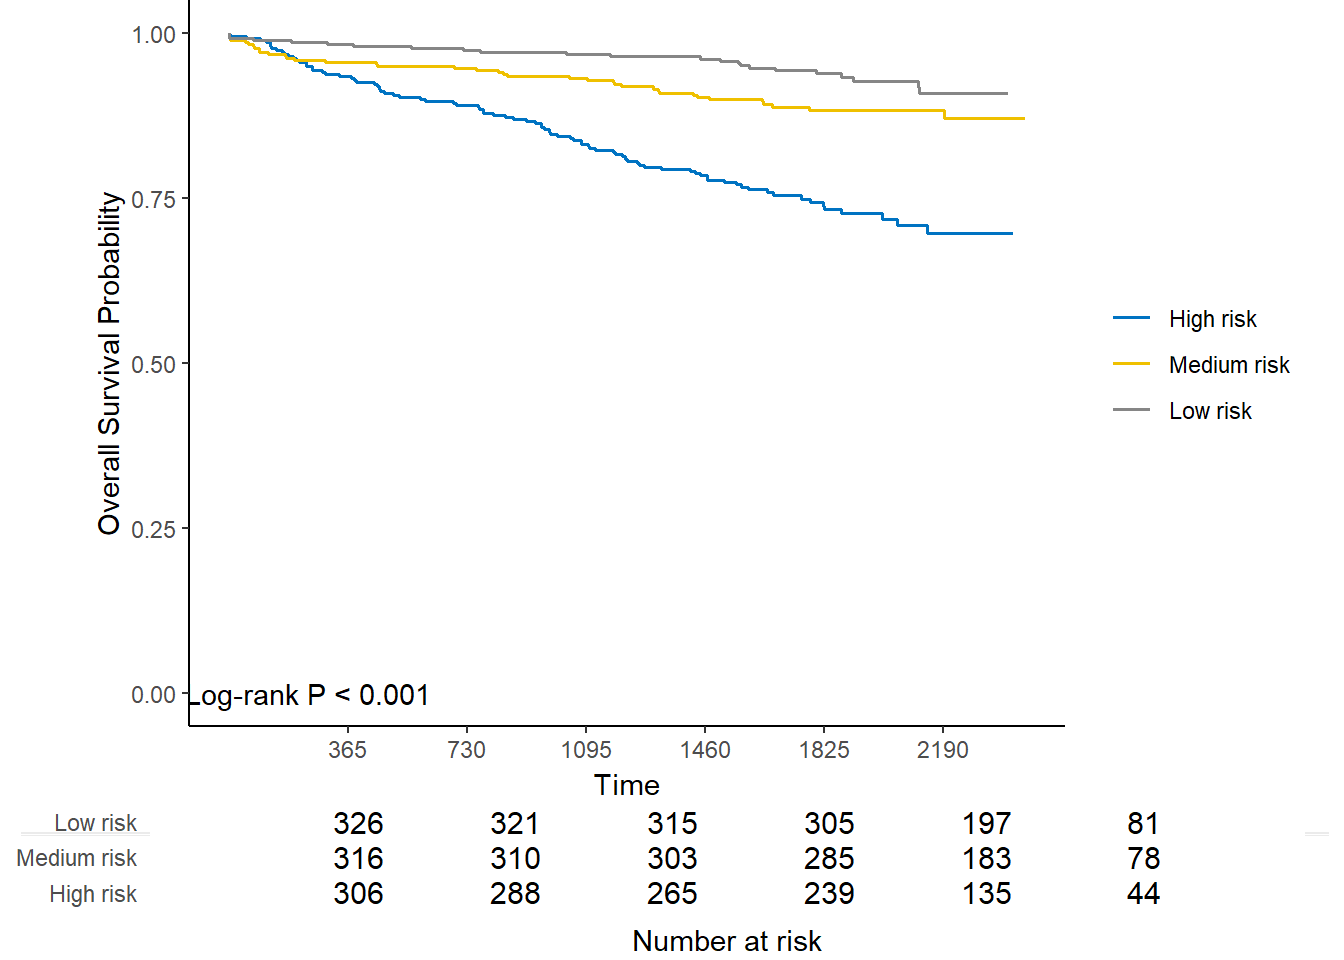 1.00
0.75
0.50
0.25
0.00
Overall Survival Probability
Log-rank P < 0.001
365 730 1095 1460 1825 2190
Time
High risk
Medium risk
Low risk
Low risk 326 321 315 305 197 81
Medium risk 316 310 303 285 183 78
High risk 306 288 265 239 135 44
Number at risk